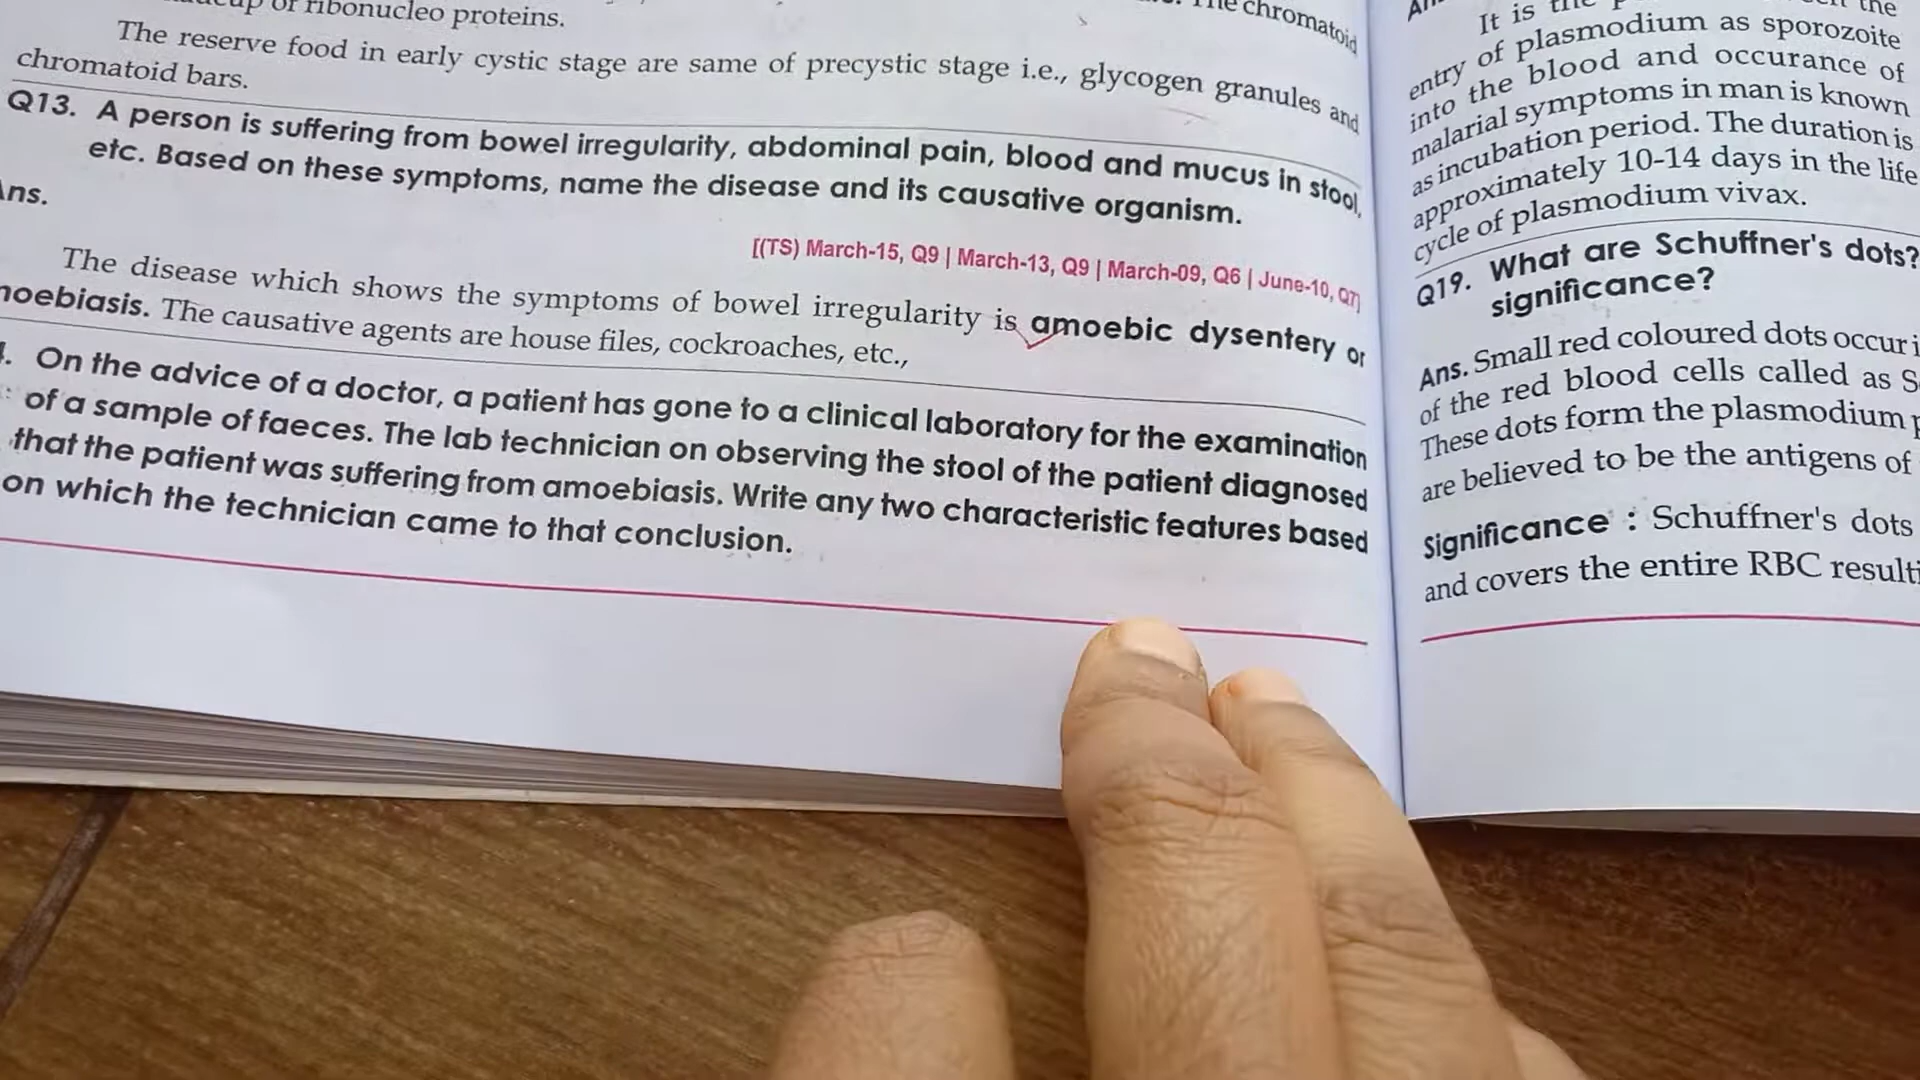 of ribonucleo proteins.
The chromatoid
The reserve food in early cystic stage are same of precystic stage i.e., glycogen granules and
chromatoid bars.
Q13. A person is suffering from bowel irregularity, abdominal pain, blood and mucus in stool,
etc. Based on these symptoms, name the disease and its causative organism.
Ans.
[(TS) March-15, Q9 | March-13, Q9 | March-09, Q6 | June-10, Q7]
The disease which shows the symptoms of bowel irregularity is amoebic dysentery or
moebiasis. The causative agents are house files, cockroaches, etc.,
. On the advice of a doctor, a patient has gone to a clinical laboratory for the examination
of a sample of faeces. The lab technician on observing the stool of the patient diagnosed
that the patient was suffering from amoebiasis. Write any two characteristic features based
on which the technician came to that conclusion.
It is the
the
entry of plasmodium as sporozoite
into the blood and occurance of
malarial symptoms in man is known
as incubation period. The duration is
approximately 10-14 days in the life
cycle of plasmodium vivax.
Q19. What are Schuffner's dots?
significance?
Ans. Small red coloured dots occur i
of the red blood cells called as S
These dots form the plasmodium p
are believed to be the antigens of
Significance : Schuffner's dots
and covers the entire RBC resulti